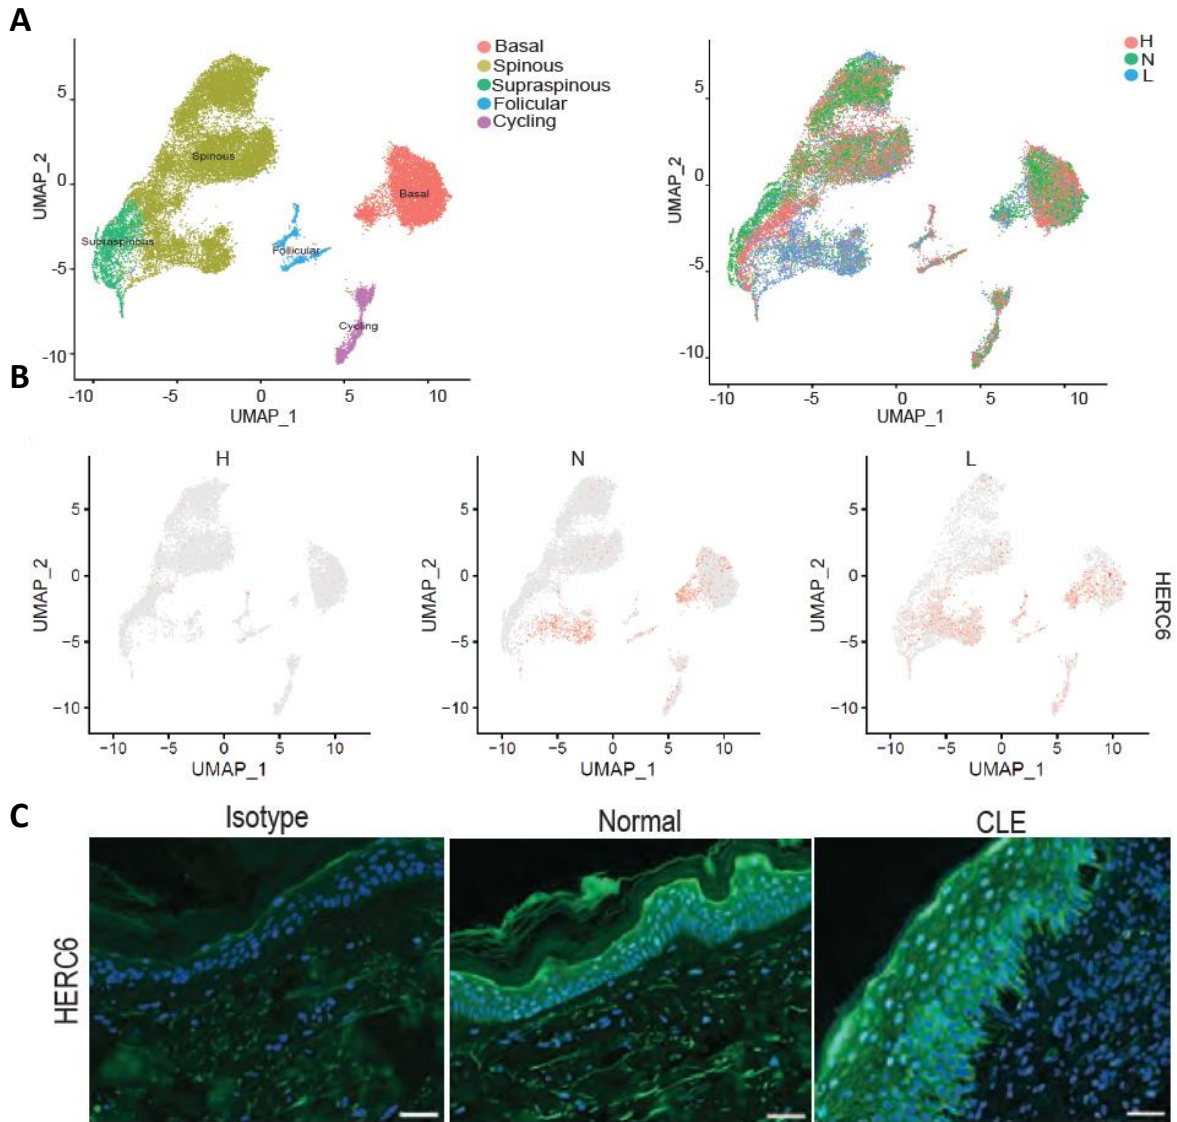 A
Basal
Spinous
Supraspinous
Folicular
Cycling
H
N
L
5
0
-5
-10
UMAP_2
Spinous
Basal
Supraspinous
Follicular
Cycling
-10 -5 0 5 10
UMAP_1
5
0
-5
-10
UMAP_2
-10 -5 0 5 10
UMAP_1
B
H
5
0
−5
−10
UMAP_2
−10 −5 0 5 10
UMAP_1
N
5
0
−5
−10
UMAP_2
−10 −5 0 5 10
UMAP_1
L
5
0
−5
−10
UMAP_2
−10 −5 0 5 10
UMAP_1
HERC6
C
Isotype
Normal
CLE
HERC6